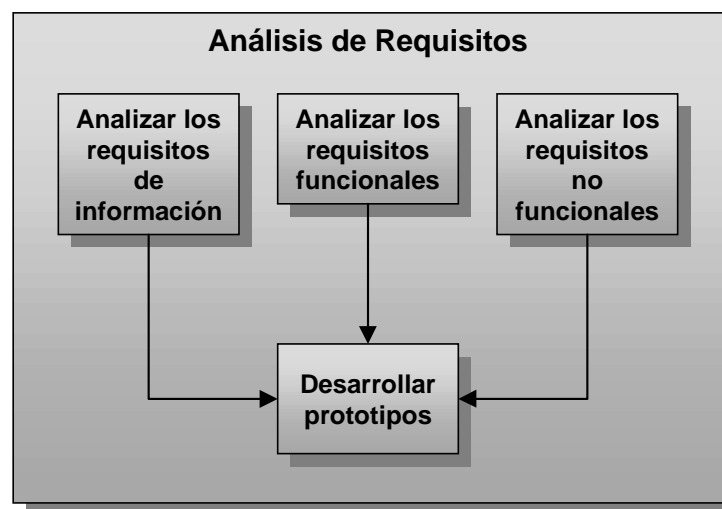 Análisis de Requisitos
Analizar los
requisitos
de
información
Analizar los
requisitos
funcionales
Analizar los
requisitos
no
funcionales
Desarrollar
prototipos